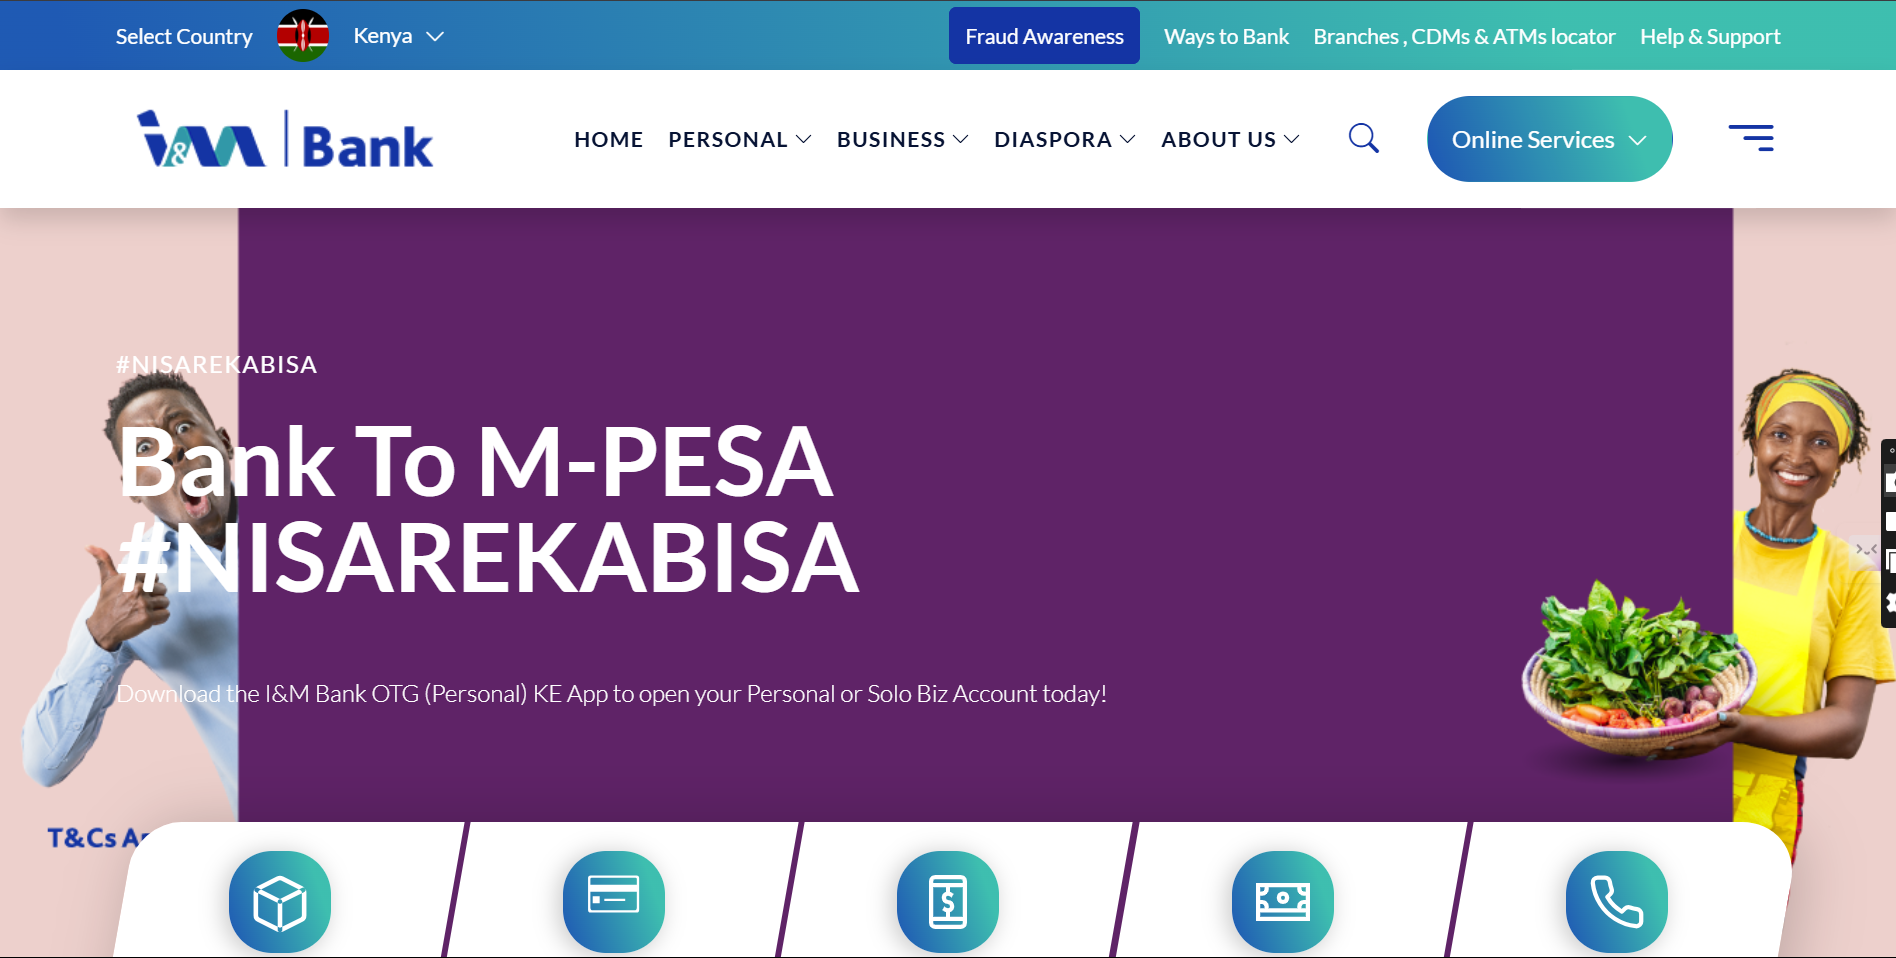 Select Country
Kenya
Fraud Awareness
Ways to Bank
Branches , CDMs & ATMs locator
Help & Support
I&M Bank
HOME
PERSONAL
BUSINESS
DIASPORA
ABOUT US
Online Services
#NISAREKABISA
Bank To M-PESA
#NISAREKABISA
Download the I&M Bank OTG (Personal) KE App to open your Personal or Solo Biz Account today!
T&Cs